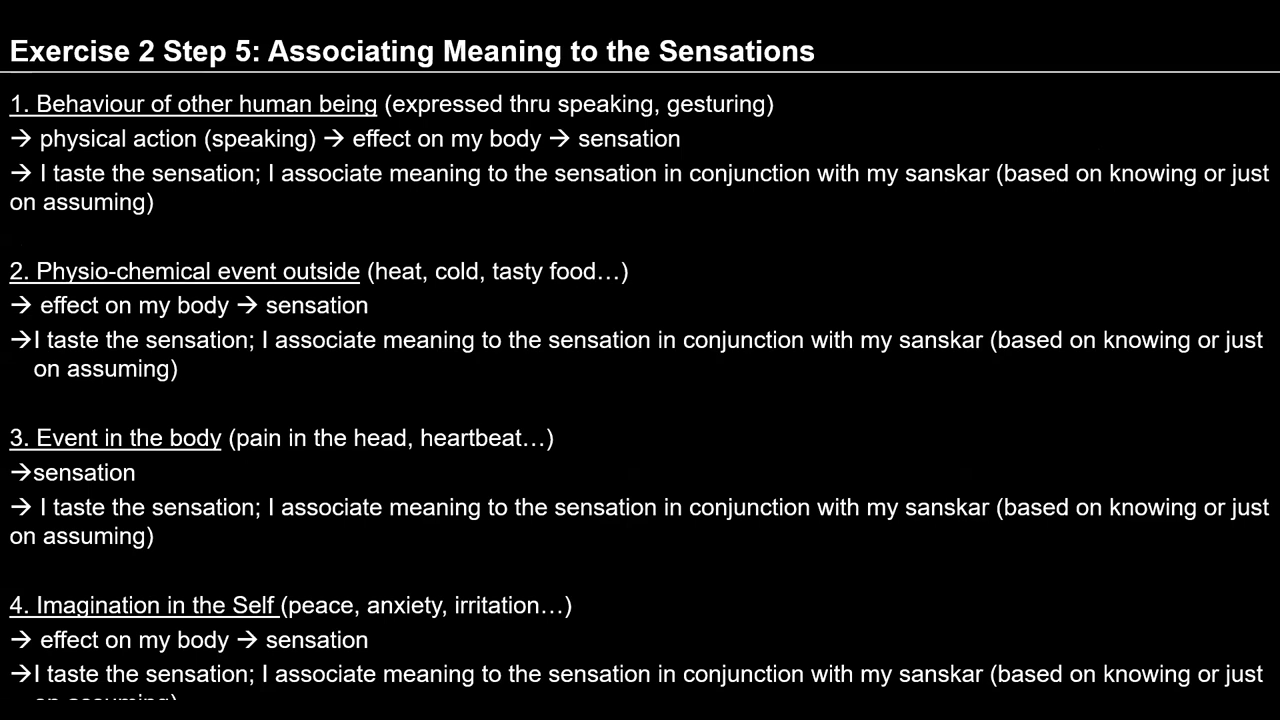 Exercise 2 Step 5: Associating Meaning to the Sensations
1. Behaviour of other human being (expressed thru speaking, gesturing)
→ physical action (speaking) → effect on my body → sensation
→ I taste the sensation; I associate meaning to the sensation in conjunction with my sanskar (based on knowing or just
on assuming)
2. Physio-chemical event outside (heat, cold, tasty food…)
→ effect on my body → sensation
→I taste the sensation; I associate meaning to the sensation in conjunction with my sanskar (based on knowing or just
on assuming)
3. Event in the body (pain in the head, heartbeat…)
→sensation
→ I taste the sensation; I associate meaning to the sensation in conjunction with my sanskar (based on knowing or just
on assuming)
4. Imagination in the Self (peace, anxiety, irritation…)
→ effect on my body → sensation
→I taste the sensation; I associate meaning to the sensation in conjunction with my sanskar (based on knowing or just
on assuming)